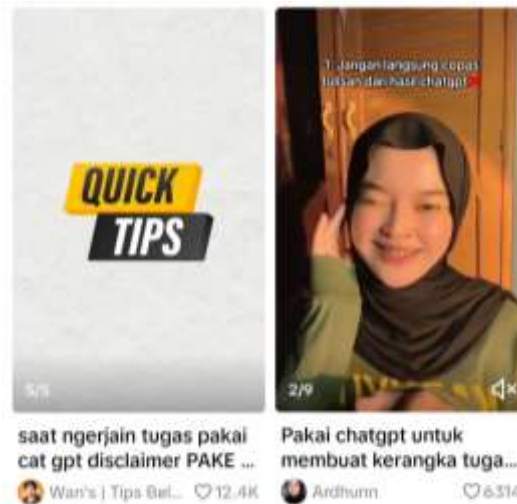 QUICK
TIPS
5/5
saat ngerjain tugas pakai
cat gpt disclaimer PAKE ...
Wan's | Tips Bel...
12.4K
1. Jangan langsung copas
tulisan dari hasil chatgpt
2/9
Pakai chatgpt untuk
membuat kerangka tuga...
Ardhunn
6314